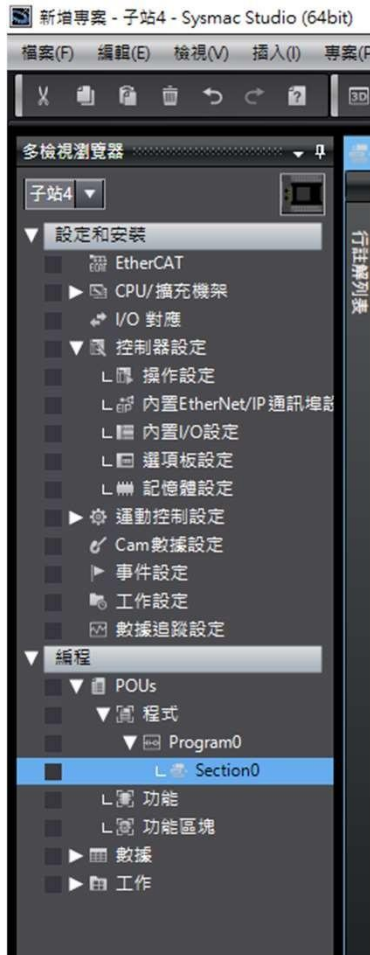 新增專案 - 子站4 - Sysmac Studio (64bit)
檔案(F) 編輯(E) 檢視(V) 插入(I) 專案(P
3D
多檢視瀏覽器
子站4
設定和安裝
EtherCAT
CPU/擴充機架
I/O 對應
控制器設定
操作設定
內置EtherNet/IP通訊埠設
內置I/O設定
選項板設定
記憶體設定
運動控制設定
Cam數據設定
事件設定
工作設定
數據追蹤設定
編程
POUs
程式
Program0
Section0
功能
功能區塊
數據
工作
行註解列表